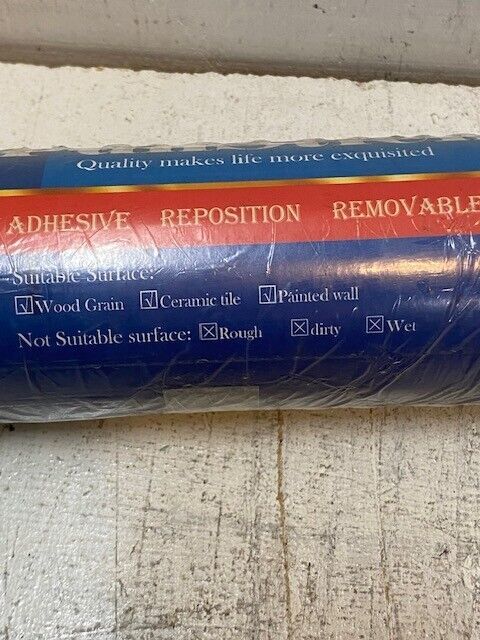 Quality makes life more exquisited
ADHESIVE REPOSITION REMOVABLE
Suitable Surface:
☑Wood Grain ☑Ceramic tile ☑Painted wall
Not Suitable surface: ☒Rough ☒dirty ☒Wet